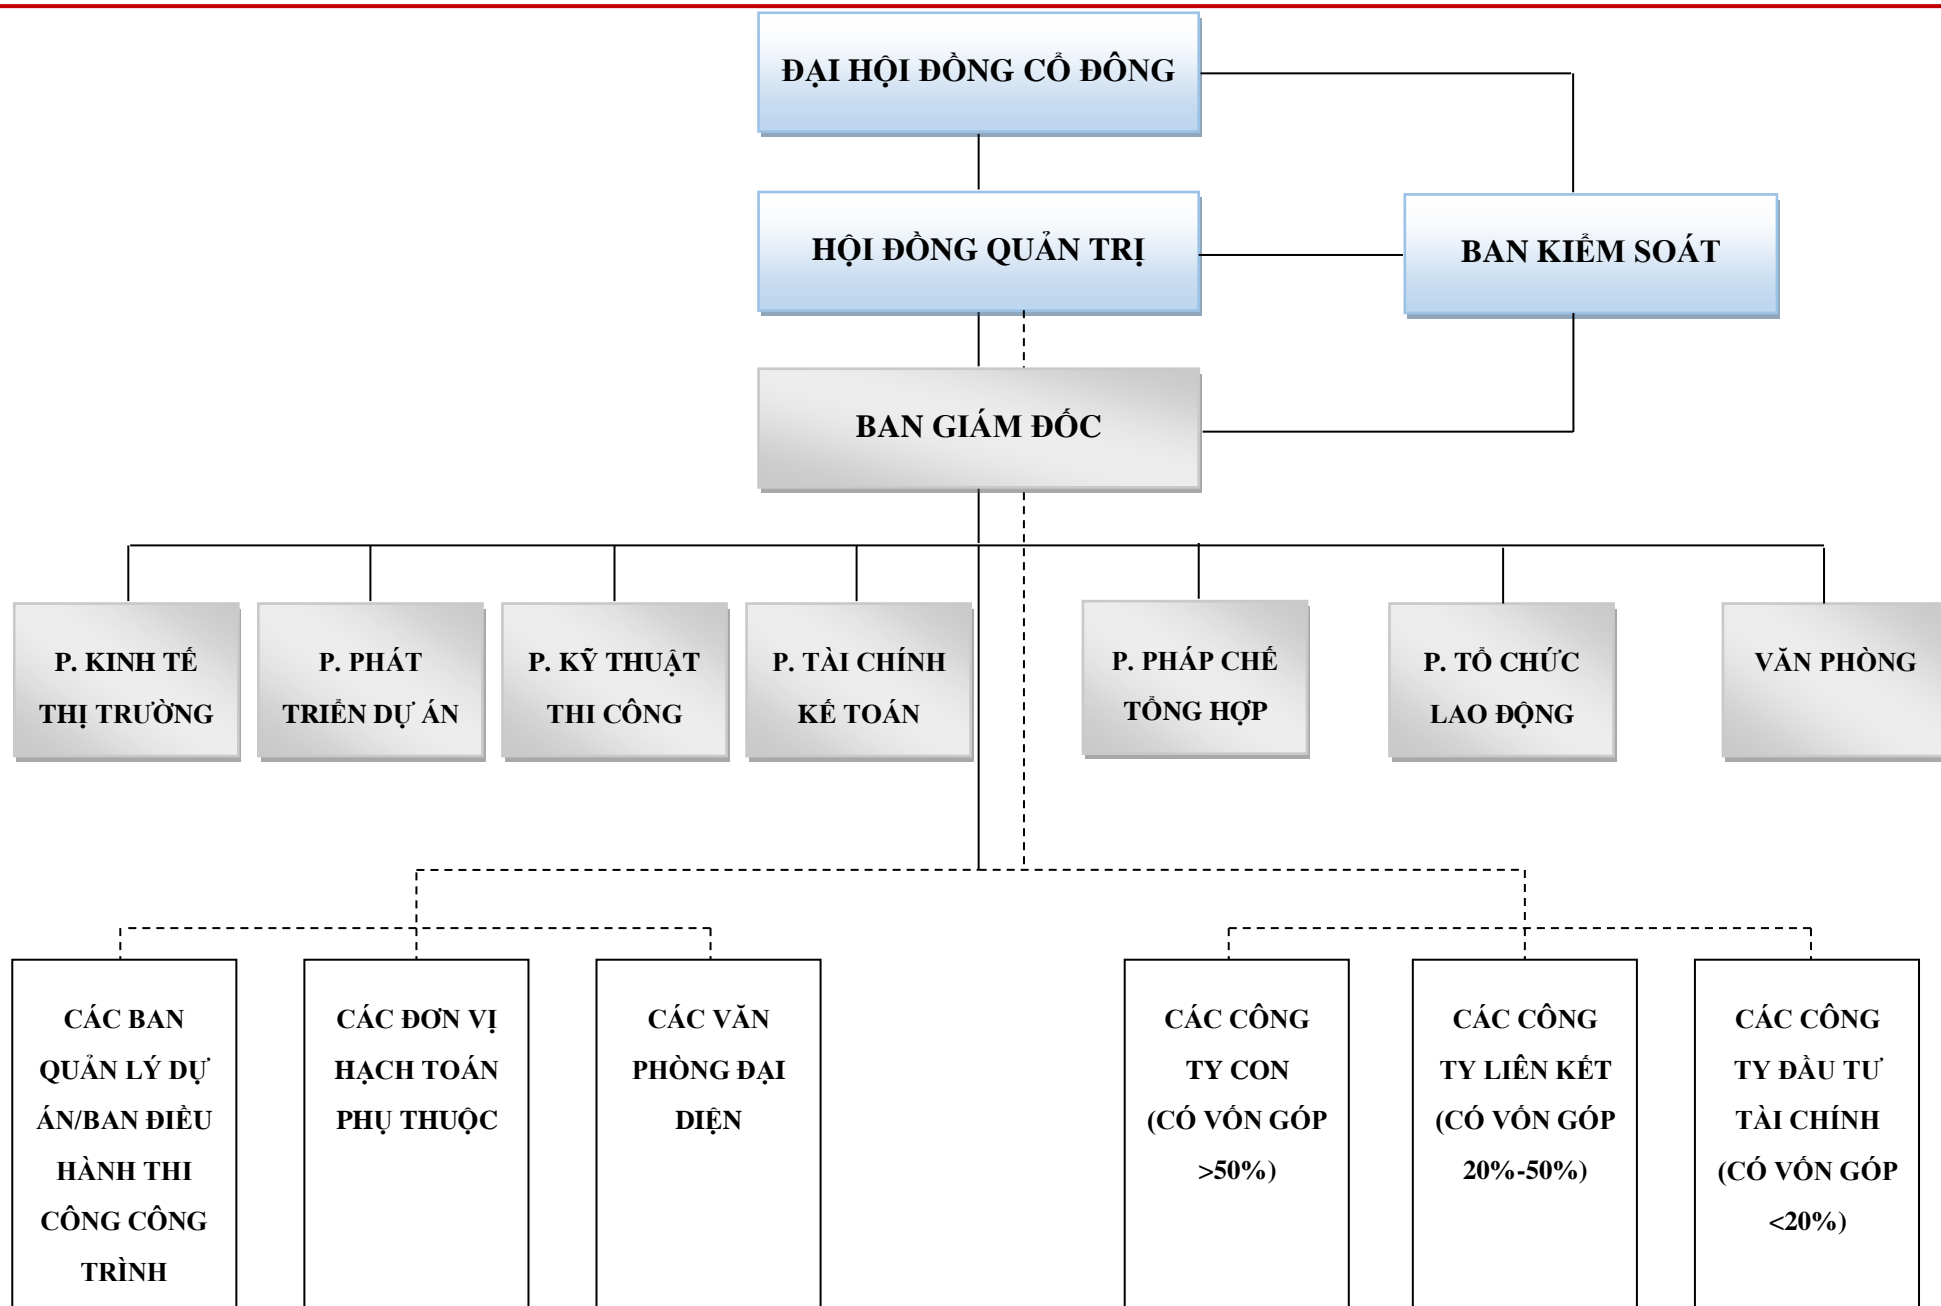 ĐẠI HỘI ĐỒNG CỔ ĐÔNG
HỘI ĐỒNG QUẢN TRỊ
BAN KIỂM SOÁT
BAN GIÁM ĐỐC
P. KINH TẾ
THỊ TRƯỜNG
P. PHÁT
TRIỂN DỰ ÁN
P. KỸ THUẬT
THI CÔNG
P. TÀI CHÍNH
KẾ TOÁN
P. PHÁP CHẾ
TỔNG HỢP
P. TỔ CHỨC
LAO ĐỘNG
VĂN PHÒNG
CÁC BAN
QUẢN LÝ DỰ
ÁN/BAN ĐIỀU
HÀNH THI
CÔNG CÔNG
TRÌNH
CÁC ĐƠN VỊ
HẠCH TOÁN
PHỤ THUỘC
CÁC VĂN
PHÒNG ĐẠI
DIỆN
CÁC CÔNG
TY CON
(CÓ VỐN GÓP
>50%)
CÁC CÔNG
TY LIÊN KẾT
(CÓ VỐN GÓP
20%-50%)
CÁC CÔNG
TY ĐẦU TƯ
TÀI CHÍNH
(CÓ VỐN GÓP
<20%)